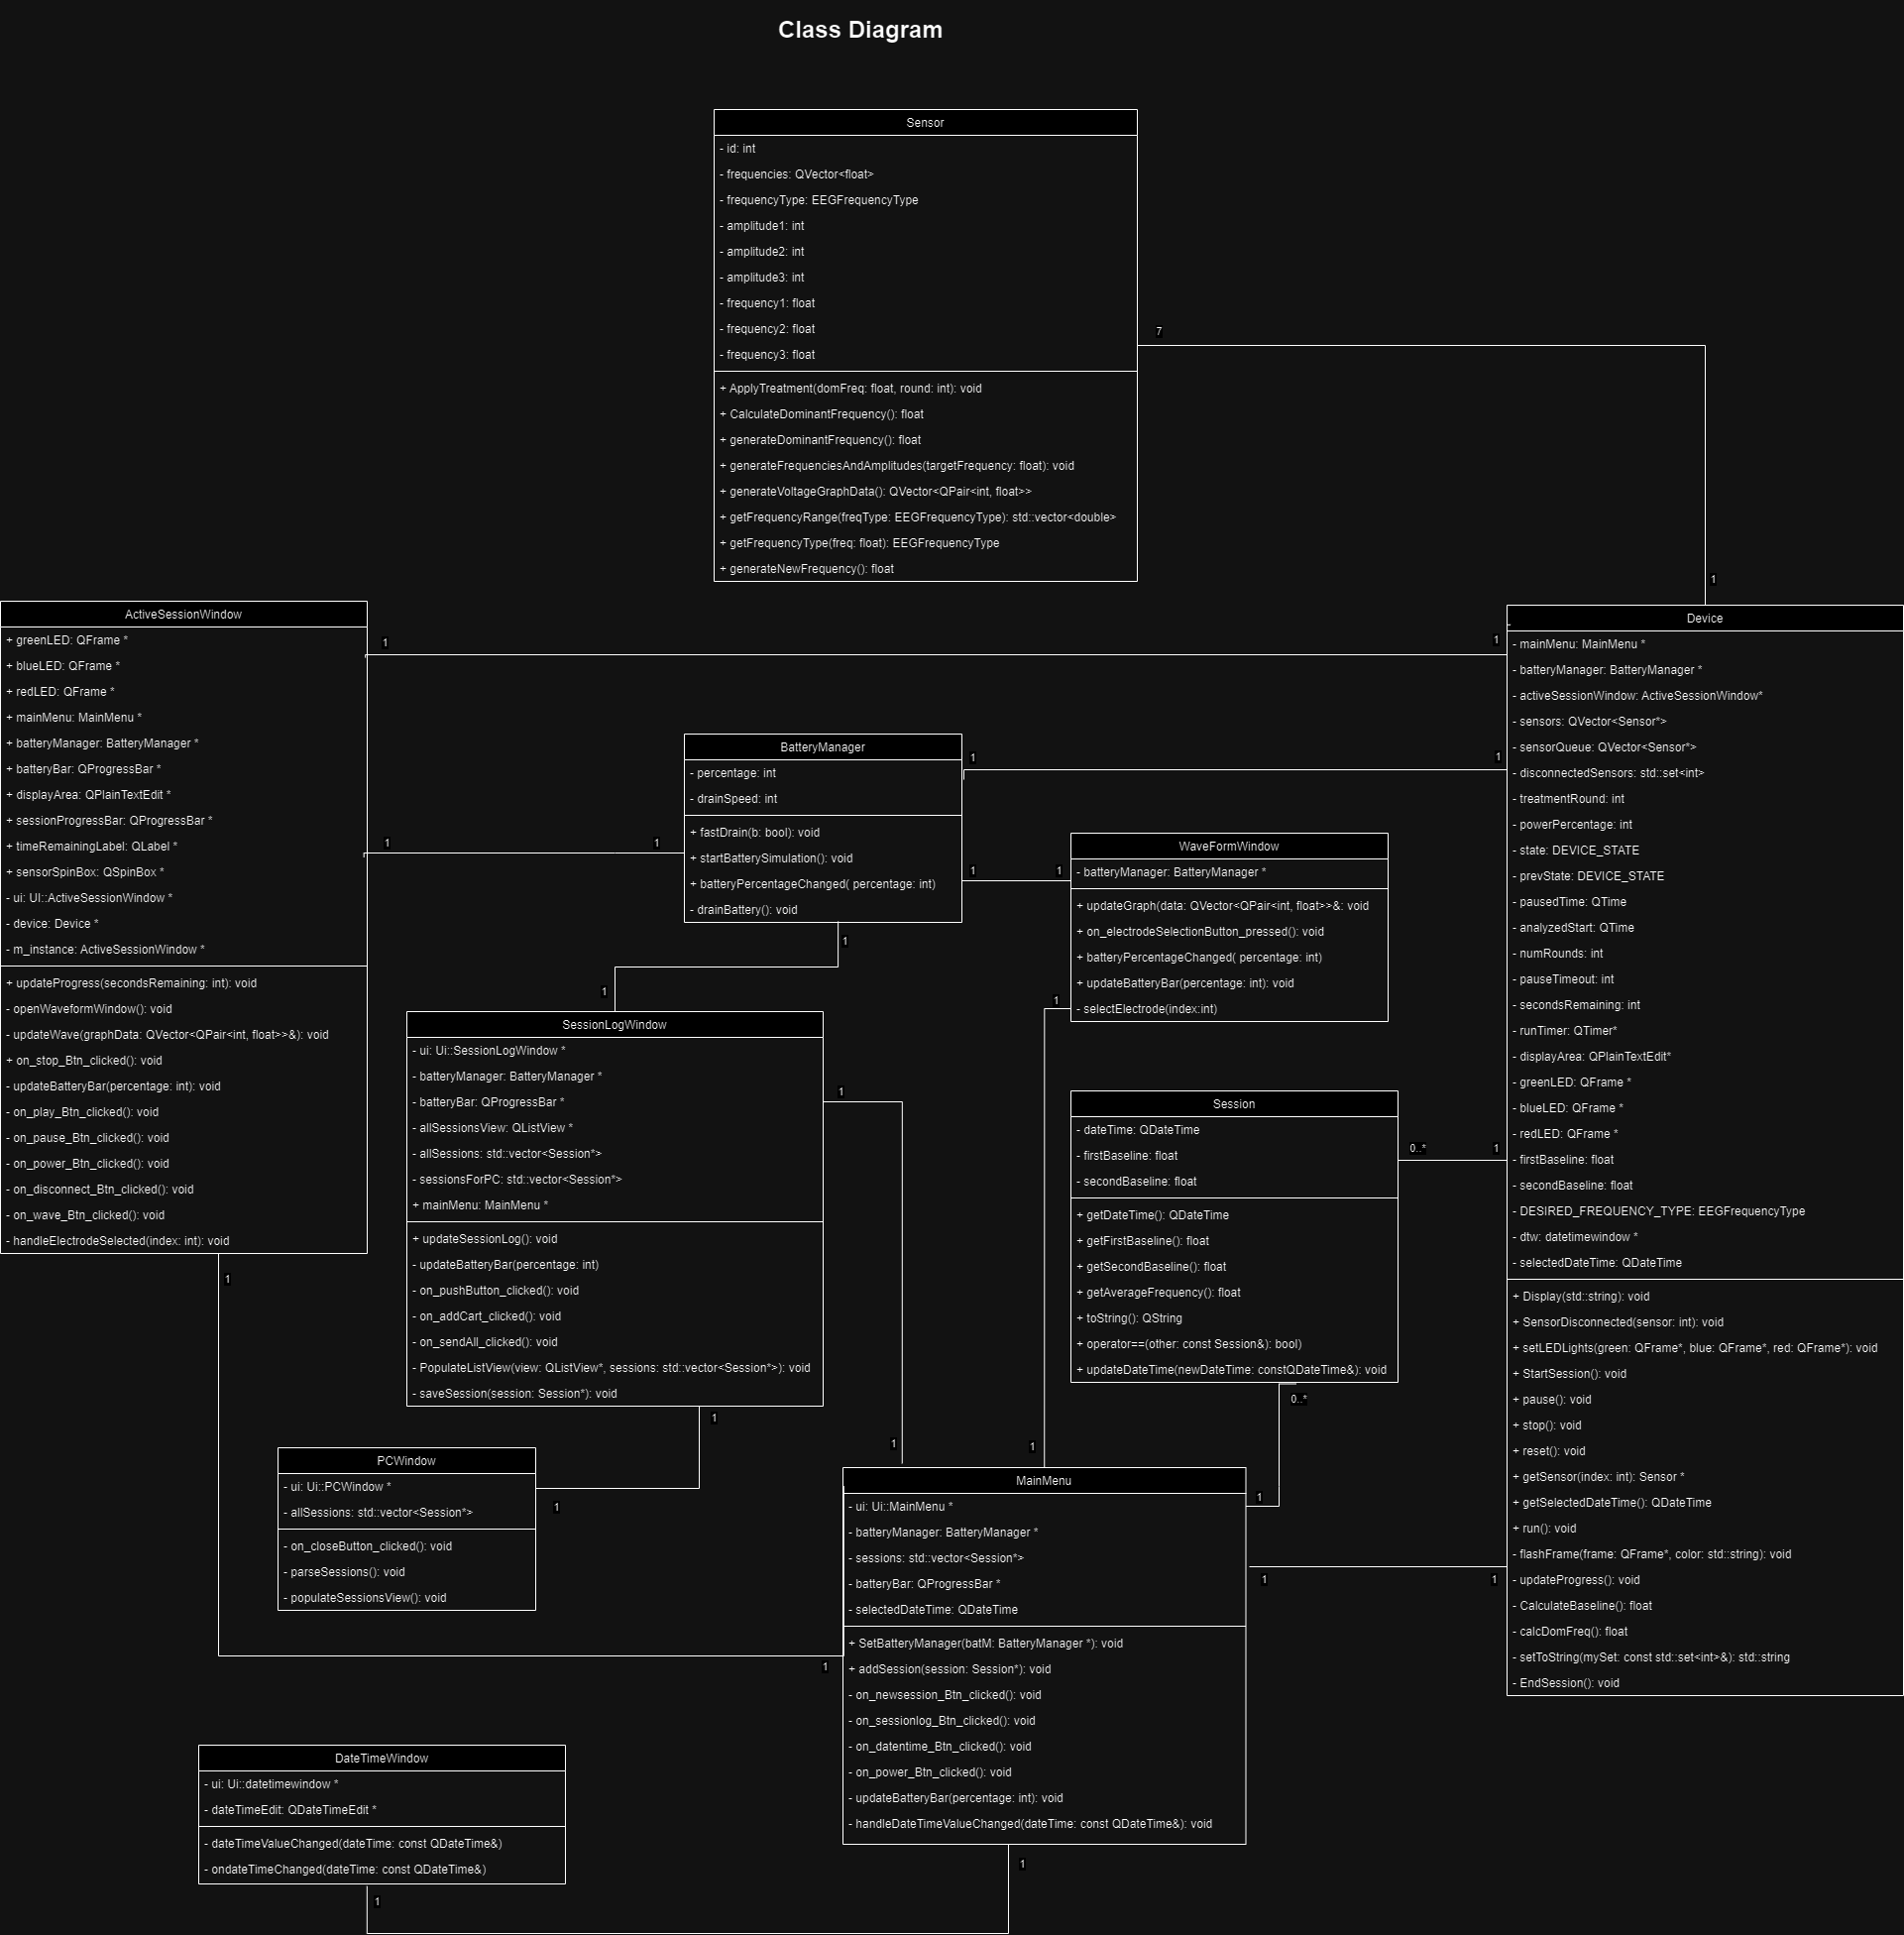 Class Diagram
Sensor
- id: int
- frequencies: QVector<float>
- frequencyType: EEGFrequencyType
- amplitude1: int
- amplitude2: int
- amplitude3: int
- frequency1: float
- frequency2: float
- frequency3: float
+ ApplyTreatment(domFreq: float, round: int): void
+ CalculateDominantFrequency(): float
+ generateDominantFrequency(): float
+ generateFrequenciesAndAmplitudes(targetFrequency: float): void
+ generateVoltageGraphData(): QVector<QPair<int, float>>
+ getFrequencyRange(freqType: EEGFrequencyType): std::vector<double>
+ getFrequencyType(freq: float): EEGFrequencyType
+ generateNewFrequency(): float
7
1
ActiveSessionWindow
+ greenLED: QFrame *
+ blueLED: QFrame *
+ redLED: QFrame *
+ mainMenu: MainMenu *
+ batteryManager: BatteryManager *
+ batteryBar: QProgressBar *
+ displayArea: QPlainTextEdit *
+ sessionProgressBar: QProgressBar *
+ timeRemainingLabel: QLabel *
+ sensorSpinBox: QSpinBox *
- ui: UI::ActiveSessionWindow *
- device: Device *
- m_instance: ActiveSessionWindow *
+ updateProgress(secondsRemaining: int): void
- openWaveformWindow(): void
- updateWave(graphData: QVector<QPair<int, float>>&): void
+ on_stop_Btn_clicked(): void
- updateBatteryBar(percentage: int): void
- on_play_Btn_clicked(): void
- on_pause_Btn_clicked(): void
- on_power_Btn_clicked(): void
- on_disconnect_Btn_clicked(): void
- on_wave_Btn_clicked(): void
- handleElectrodeSelected(index: int): void
1
1
1
1
1
BatteryManager
- percentage: int
- drainSpeed: int
+ fastDrain(b: bool): void
+ startBatterySimulation(): void
+ batteryPercentageChanged( percentage: int)
- drainBattery(): void
1
1
1
1
1
1
WaveFormWindow
- batteryManager: BatteryManager *
+ updateGraph(data: QVector<QPair<int, float>>&: void
+ on_electrodeSelectionButton_pressed(): void
+ batteryPercentageChanged( percentage: int)
+ updateBatteryBar(percentage: int): void
- selectElectrode(index:int)
1
1
SessionLogWindow
- ui: Ui::SessionLogWindow *
- batteryManager: BatteryManager *
- batteryBar: QProgressBar *
- allSessionsView: QListView *
- allSessions: std::vector<Session*>
- sessionsForPC: std::vector<Session*>
+ mainMenu: MainMenu *
+ updateSessionLog(): void
- updateBatteryBar(percentage: int)
- on_pushButton_clicked(): void
- on_addCart_clicked(): void
- on_sendAll_clicked(): void
- PopulateListView(view: QListView*, sessions: std::vector<Session*>): void
- saveSession(session: Session*): void
1
1
1
1
Session
- dateTime: QDateTime
- firstBaseline: float
- secondBaseline: float
+ getDateTime(): QDateTime
+ getFirstBaseline(): float
+ getSecondBaseline(): float
+ getAverageFrequency(): float
+ toString(): QString
+ operator==(other: const Session&): bool)
+ updateDateTime(newDateTime: constQDateTime&): void
0..*
1
0..*
1
PCWindow
- ui: Ui::PCWindow *
- allSessions: std::vector<Session*>
- on_closeButton_clicked(): void
- parseSessions(): void
- populateSessionsView(): void
MainMenu
- ui: Ui::MainMenu *
- batteryManager: BatteryManager *
- sessions: std::vector<Session*>
- batteryBar: QProgressBar *
- selectedDateTime: QDateTime
+ SetBatteryManager(batM: BatteryManager *): void
+ addSession(session: Session*): void
- on_newsession_Btn_clicked(): void
- on_sessionlog_Btn_clicked(): void
- on_datentime_Btn_clicked(): void
- on_power_Btn_clicked(): void
- updateBatteryBar(percentage: int): void
- handleDateTimeValueChanged(dateTime: const QDateTime&): void
1
1
1
1
Device
- mainMenu: MainMenu *
- batteryManager: BatteryManager *
- activeSessionWindow: ActiveSessionWindow*
- sensors: QVector<Sensor*>
- sensorQueue: QVector<Sensor*>
- disconnectedSensors: std::set<int>
- treatmentRound: int
- powerPercentage: int
- state: DEVICE_STATE
- prevState: DEVICE_STATE
- pausedTime: QTime
- analyzedStart: QTime
- numRounds: int
- pauseTimeout: int
- secondsRemaining: int
- runTimer: QTimer*
- displayArea: QPlainTextEdit*
- greenLED: QFrame *
- blueLED: QFrame *
- redLED: QFrame *
- firstBaseline: float
- secondBaseline: float
- DESIRED_FREQUENCY_TYPE: EEGFrequencyType
- dtw: datetimewindow *
- selectedDateTime: QDateTime
+ Display(std::string): void
+ SensorDisconnected(sensor: int): void
+ setLEDLights(green: QFrame*, blue: QFrame*, red: QFrame*): void
+ StartSession(): void
+ pause(): void
+ stop(): void
+ reset(): void
+ getSensor(index: int): Sensor *
+ getSelectedDateTime(): QDateTime
+ run(): void
- flashFrame(frame: QFrame*, color: std::string): void
- updateProgress(): void
- CalculateBaseline(): float
- calcDomFreq(): float
- setToString(mySet: const std::set<int>&): std::string
- EndSession(): void
DateTimeWindow
- ui: Ui::datetimewindow *
- dateTimeEdit: QDateTimeEdit *
- dateTimeValueChanged(dateTime: const QDateTime&)
- ondateTimeChanged(dateTime: const QDateTime&)
1
1